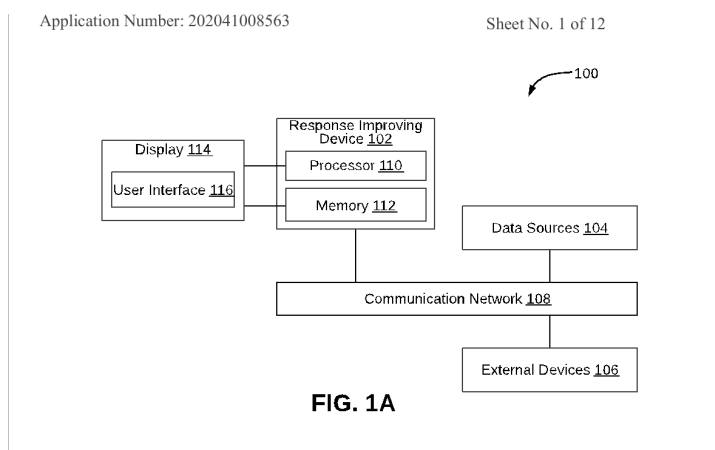 Application Number: 202041008563
Sheet No. 1 of 12
100
Response Improving
Device 102
Display 114
Processor 110
User Interface 116
Memory 112
Data Sources 104
Communication Network 108
External Devices 106
FIG. 1A